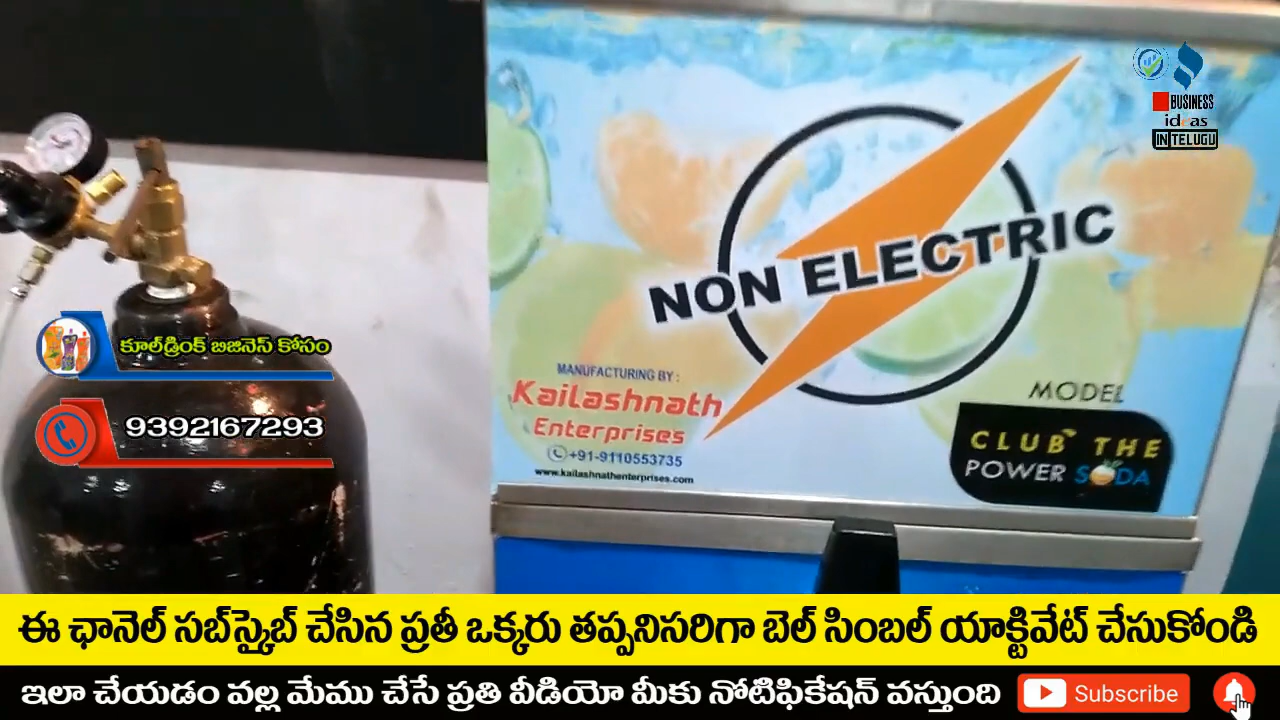 BUSINESS
ideas
IN TELUGU
NON ELECTRIC
MANUFACTURING BY :
Kailashnath
Enterprises
+91-9110553735
www.kailashnathenterprises.com
MODEL
CLUB THE
POWER SODA
కూల్‌డ్రింక్ బిజినెస్ కోసం
9392167293
ఈ ఛానెల్ సబ్‌స్క్రైబ్ చేసిన ప్రతీ ఒక్కరు తప్పనిసరిగా బెల్ సింబల్ యాక్టివేట్ చేసుకోండి
ఇలా చేయడం వల్ల మేము చేసే ప్రతి వీడియో మీకు నోటిఫికేషన్ వస్తుంది
Subscribe